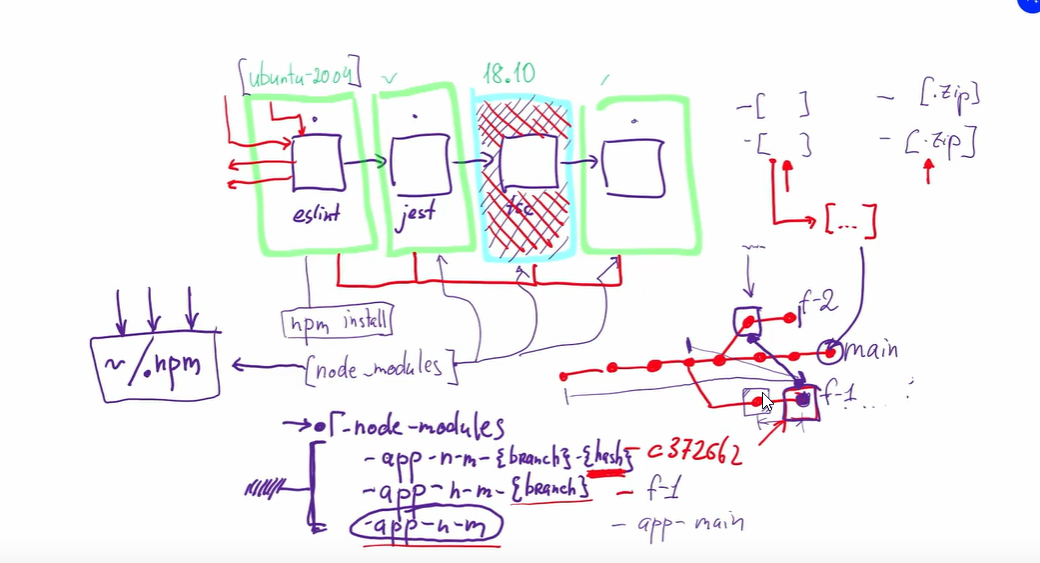 [ubuntu-2004]
18.10
eslint
jest
tsc
-[ ]
- [.zip]
-[ ]
- [.zip]
[...]
npm install
~/.npm
[node_modules]
f-2
main
f-1
-node-modules
-app-n-m-{branch}-{hash} - c372662
-app-n-m-{branch} - f-1
-app-n-m - app-main